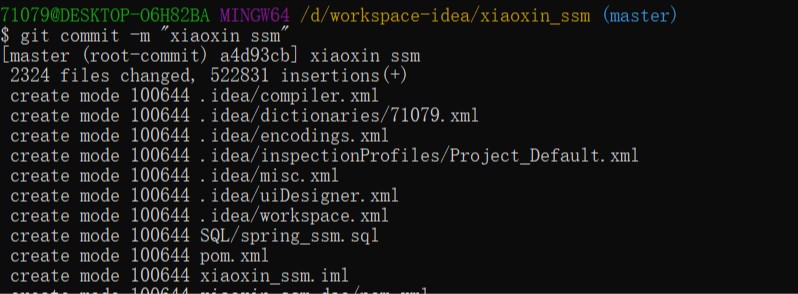 71079@DESKTOP-O6H82BA MINGW64 /d/workspace-idea/xiaoxin_ssm (master)
$ git commit -m "xiaoxin ssm"
[master (root-commit) a4d93cb] xiaoxin ssm
 2324 files changed, 522831 insertions(+)
 create mode 100644 .idea/compiler.xml
 create mode 100644 .idea/dictionaries/71079.xml
 create mode 100644 .idea/encodings.xml
 create mode 100644 .idea/inspectionProfiles/Project_Default.xml
 create mode 100644 .idea/misc.xml
 create mode 100644 .idea/uiDesigner.xml
 create mode 100644 .idea/workspace.xml
 create mode 100644 SQL/spring_ssm.sql
 create mode 100644 pom.xml
 create mode 100644 xiaoxin_ssm.iml
 create mode 100644